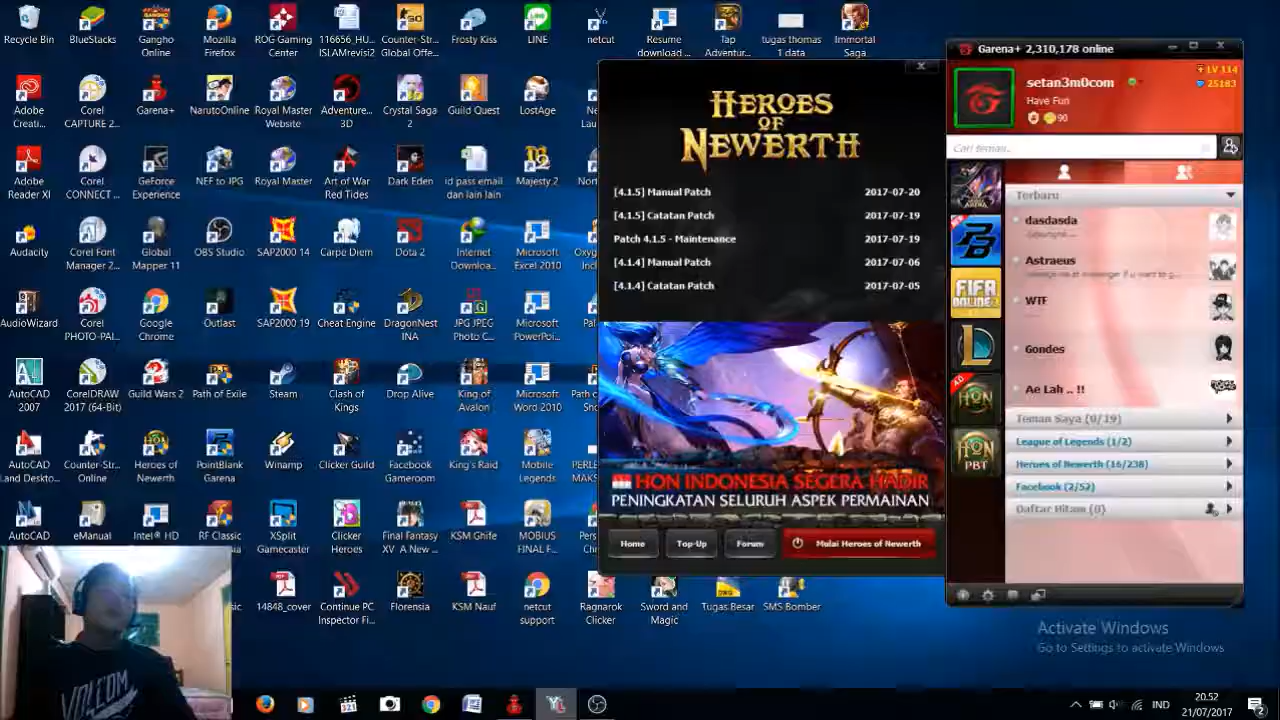 Recycle Bin
BlueStacks
Gangho Online
Mozilla Firefox
ROG Gaming Center
116656_HU... ISLAMrevisi2
Counter-Str... Global Offe...
Frosty Kiss
LINE
netcut
Resume download ...
Tap Adventur...
tugas thomas 1 data
Immortal Saga
Adobe Creati...
Corel CAPTURE 2...
Garena+
NarutoOnline
Royal Master Website
Adventure... 3D
Crystal Saga 2
Guild Quest
LostAge
Adobe Reader XI
Corel CONNECT ...
GeForce Experience
NEF to JPG
Royal Master
Art of War Red Tides
Dark Eden
id pass email dan lain lain
Majesty 2
Audacity
Corel Font Manager 2...
Global Mapper 11
OBS Studio
SAP2000 14
Carpe Diem
Dota 2
Internet Downloa...
Microsoft Excel 2010
AudioWizard
Corel PHOTO-PAI...
Google Chrome
Outlast
SAP2000 19
Cheat Engine
DragonNest INA
JPG JPEG Photo C...
Microsoft PowerPoi...
AutoCAD 2007
CorelDRAW 2017 (64-Bit)
Guild Wars 2
Path of Exile
Steam
Clash of Kings
Drop Alive
King of Avalon
Microsoft Word 2010
AutoCAD Land Deskto...
Counter-Str... Online
Heroes of Newerth
PointBlank Garena
Winamp
Clicker Guild
Facebook Gameroom
King's Raid
Mobile Legends
AutoCAD
eManual
Intel® HD
RF Classic
XSplit Gamecaster
Clicker Heroes
Final Fantasy XV A New ...
KSM Ghife
MOBIUS FINAL F...
14848_cover
Continue PC Inspector Fi...
Florensia
KSM Nauf
netcut support
Ragnarok Clicker
Sword and Magic
Tugas Besar
SMS Bomber
HEROES
OF
NEWERTH
[4.1.5] Manual Patch 2017-07-20
[4.1.5] Catatan Patch 2017-07-19
Patch 4.1.5 - Maintenance 2017-07-19
[4.1.4] Manual Patch 2017-07-06
[4.1.4] Catatan Patch 2017-07-05
HON INDONESIA SEGERA HADIR
PENINGKATAN SELURUH ASPEK PERMAINAN
Home Top-Up Forum Mulai Heroes of Newerth
Garena+ 2,310,178 online
setan3m0com
LV 114
25183
Have Fun
90
Cari teman..
Terbaru
dasdasda
Astraeus
WTF
Gondes
Ae Lah .. !!
Teman Saya (0/19)
League of Legends (1/2)
Heroes of Newerth (16/238)
Facebook (2/52)
Daftar Hitam (0)
FIFA ONLINE
HON
HON PBT
VOLCOM
Activate Windows
Go to Settings to activate Windows
IND
20.52
21/07/2017